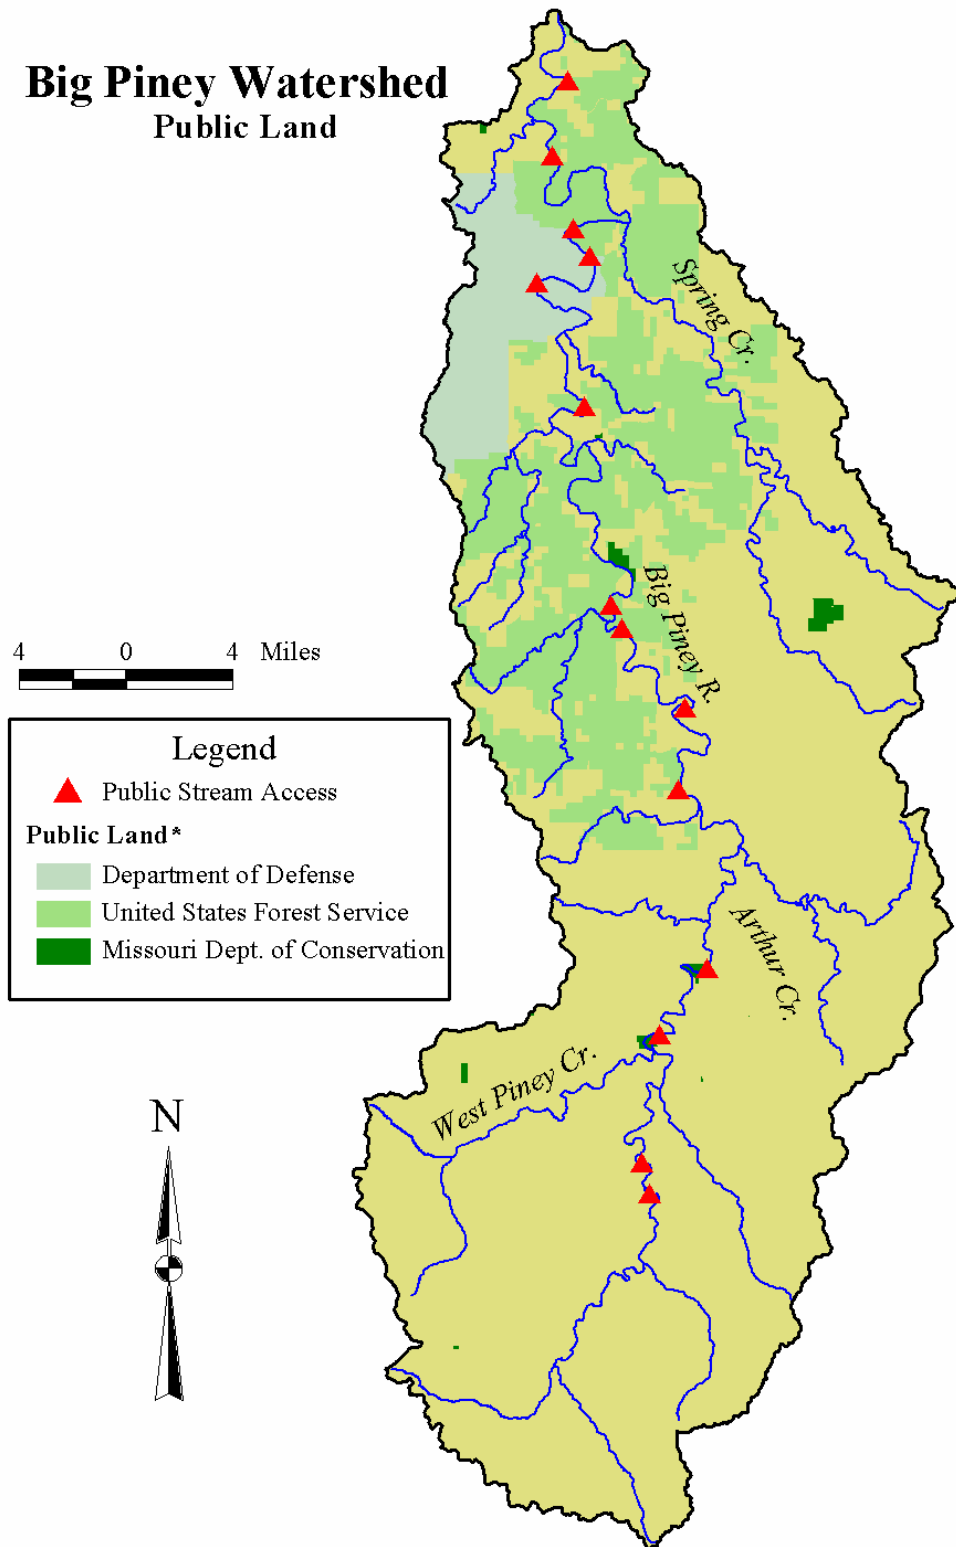 Big Piney Watershed
Public Land
Spring Cr.
Big Piney R.
4 0 4 Miles
Legend
Public Stream Access
Public Land*
Department of Defense
United States Forest Service
Missouri Dept. of Conservation
Arthur Cr.
West Piney Cr.
N